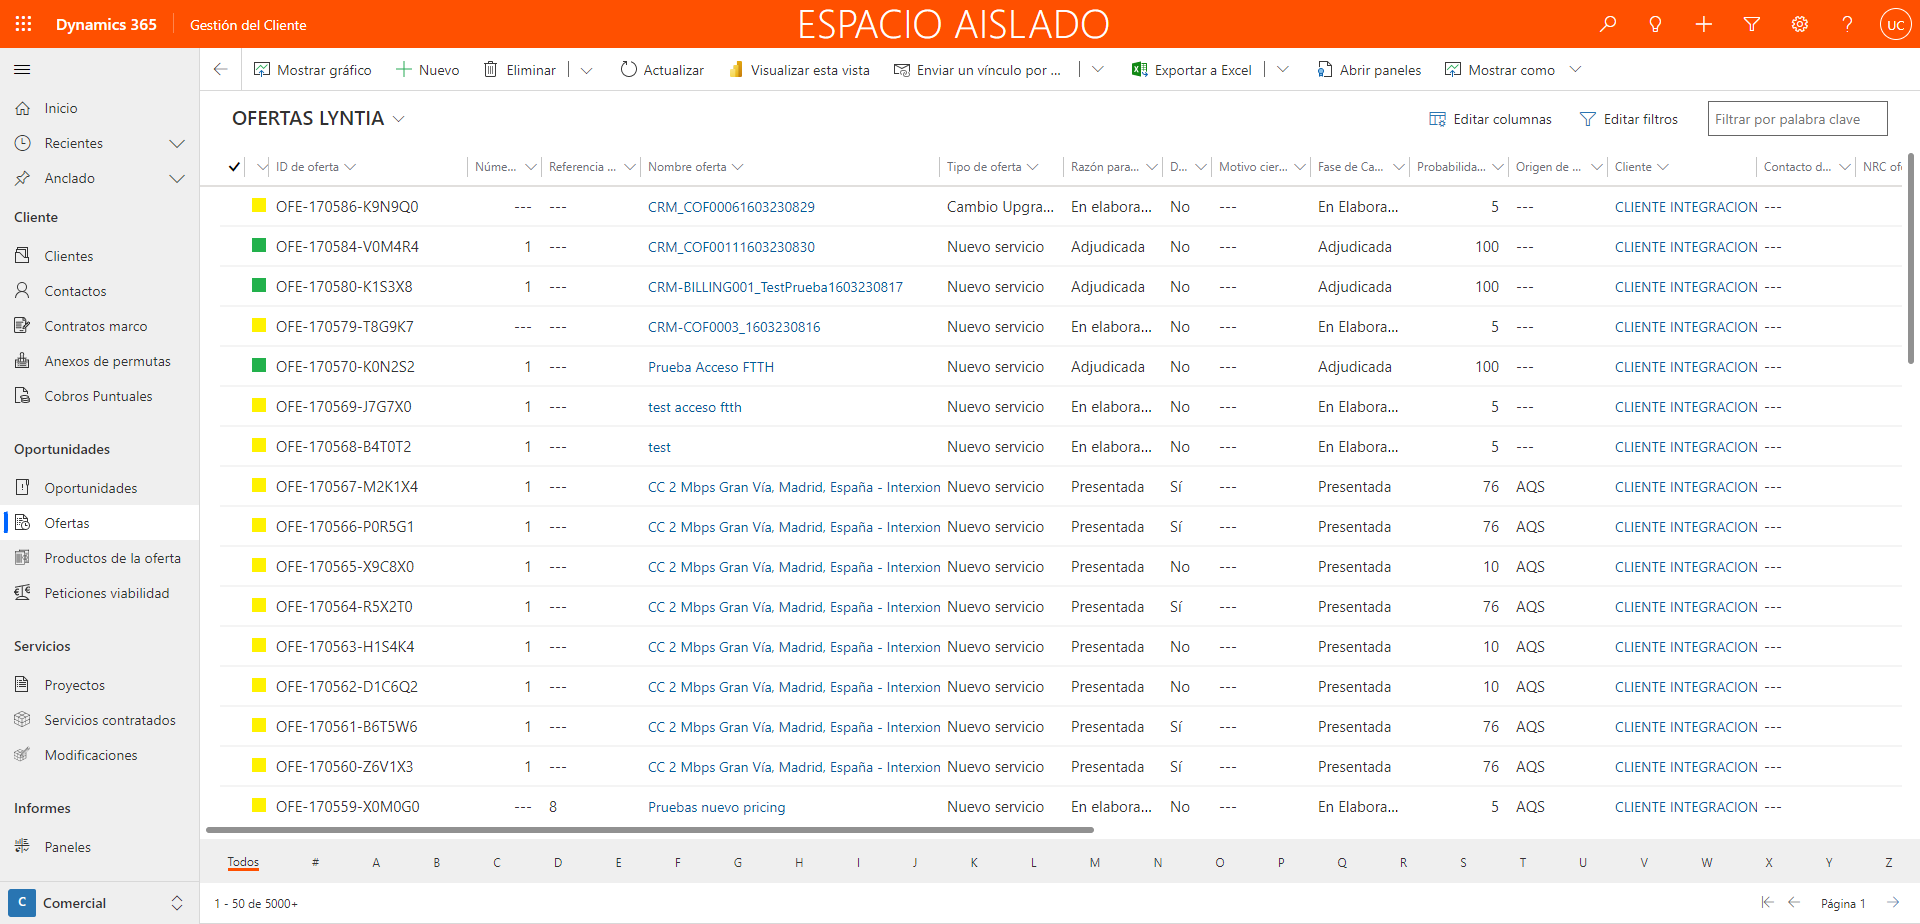 Dynamics 365
Gestión del Cliente
ESPACIO AISLADO
UC
Mostrar gráfico
Nuevo
Eliminar
Actualizar
Visualizar esta vista
Enviar un vínculo por ...
Exportar a Excel
Abrir paneles
Mostrar como
Inicio
Recientes
Anclado
Cliente
Clientes
Contactos
Contratos marco
Anexos de permutas
Cobros Puntuales
Oportunidades
Oportunidades
Ofertas
Productos de la oferta
Peticiones viabilidad
Servicios
Proyectos
Servicios contratados
Modificaciones
Informes
Paneles
C Comercial
OFERTAS LYNTIA
Editar columnas
Editar filtros
Filtrar por palabra clave
ID de oferta Núme... Referencia ... Nombre oferta Tipo de oferta Razón para... D... Motivo cier... Fase de Ca... Probabilida... Origen de ... Cliente Contacto d... NRC of
OFE-170586-K9N9Q0 --- --- CRM_COF00061603230829 Cambio Upgra... En elabora... No --- En Elabora... 5 --- CLIENTE INTEGRACION ---
OFE-170584-V0M4R4 1 --- CRM_COF00111603230830 Nuevo servicio Adjudicada No --- Adjudicada 100 --- CLIENTE INTEGRACION ---
OFE-170580-K1S3X8 1 --- CRM-BILLING001_TestPrueba1603230817 Nuevo servicio Adjudicada No --- Adjudicada 100 --- CLIENTE INTEGRACION ---
OFE-170579-T8G9K7 --- --- CRM-COF0003_1603230816 Nuevo servicio En elabora... No --- En Elabora... 5 --- CLIENTE INTEGRACION ---
OFE-170570-K0N2S2 1 --- Prueba Acceso FTTH Nuevo servicio Adjudicada No --- Adjudicada 100 --- CLIENTE INTEGRACION ---
OFE-170569-J7G7X0 1 --- test acceso ftth Nuevo servicio En elabora... No --- En Elabora... 5 --- CLIENTE INTEGRACION ---
OFE-170568-B4T0T2 1 --- test Nuevo servicio En elabora... No --- En Elabora... 5 --- CLIENTE INTEGRACION ---
OFE-170567-M2K1X4 1 --- CC 2 Mbps Gran Vía, Madrid, España - Interxion Nuevo servicio Presentada Sí --- Presentada 76 AQS CLIENTE INTEGRACION ---
OFE-170566-P0R5G1 1 --- CC 2 Mbps Gran Vía, Madrid, España - Interxion Nuevo servicio Presentada Sí --- Presentada 76 AQS CLIENTE INTEGRACION ---
OFE-170565-X9C8X0 1 --- CC 2 Mbps Gran Vía, Madrid, España - Interxion Nuevo servicio Presentada No --- Presentada 10 AQS CLIENTE INTEGRACION ---
OFE-170564-R5X2T0 1 --- CC 2 Mbps Gran Vía, Madrid, España - Interxion Nuevo servicio Presentada Sí --- Presentada 76 AQS CLIENTE INTEGRACION ---
OFE-170563-H1S4K4 1 --- CC 2 Mbps Gran Vía, Madrid, España - Interxion Nuevo servicio Presentada No --- Presentada 10 AQS CLIENTE INTEGRACION ---
OFE-170562-D1C6Q2 1 --- CC 2 Mbps Gran Vía, Madrid, España - Interxion Nuevo servicio Presentada No --- Presentada 10 AQS CLIENTE INTEGRACION ---
OFE-170561-B6T5W6 1 --- CC 2 Mbps Gran Vía, Madrid, España - Interxion Nuevo servicio Presentada Sí --- Presentada 76 AQS CLIENTE INTEGRACION ---
OFE-170560-Z6V1X3 1 --- CC 2 Mbps Gran Vía, Madrid, España - Interxion Nuevo servicio Presentada Sí --- Presentada 76 AQS CLIENTE INTEGRACION ---
OFE-170559-X0M0G0 --- 8 Pruebas nuevo pricing Nuevo servicio En elabora... No --- En Elabora... 5 AQS CLIENTE INTEGRACION ---
Todos # A B C D E F G H I J K L M N O P Q R S T U V W X Y Z
1 - 50 de 5000+
Página 1